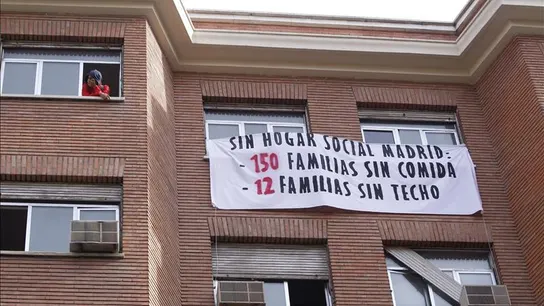 SIN HOGAR SOCIAL MADRID:
- 150 FAMILIAS SIN COMIDA
- 12 FAMILIAS SIN TECHO